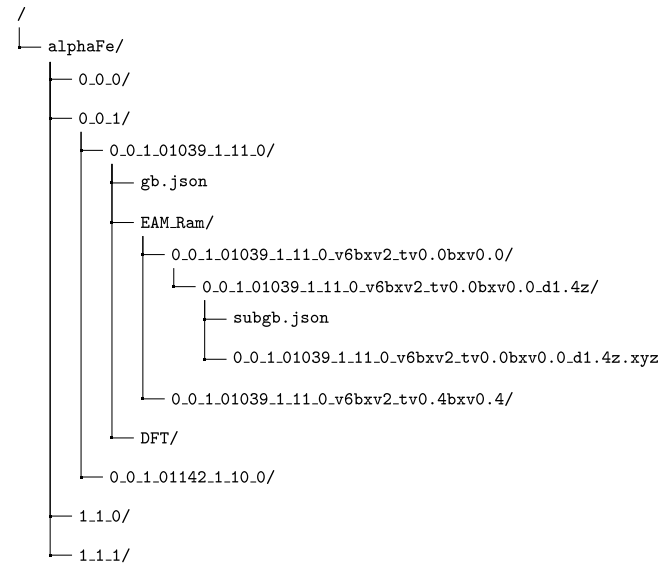 /
alphaFe/
0_0_0/
0_0_1/
0_0_1_01039_1_11_0/
gb.json
EAM_Ram/
0_0_1_01039_1_11_0_v6bxv2_tv0.0bxv0.0/
0_0_1_01039_1_11_0_v6bxv2_tv0.0bxv0.0_d1.4z/
subgb.json
0_0_1_01039_1_11_0_v6bxv2_tv0.0bxv0.0_d1.4z.xyz
0_0_1_01039_1_11_0_v6bxv2_tv0.4bxv0.4/
DFT/
0_0_1_01142_1_10_0/
1_1_0/
1_1_1/